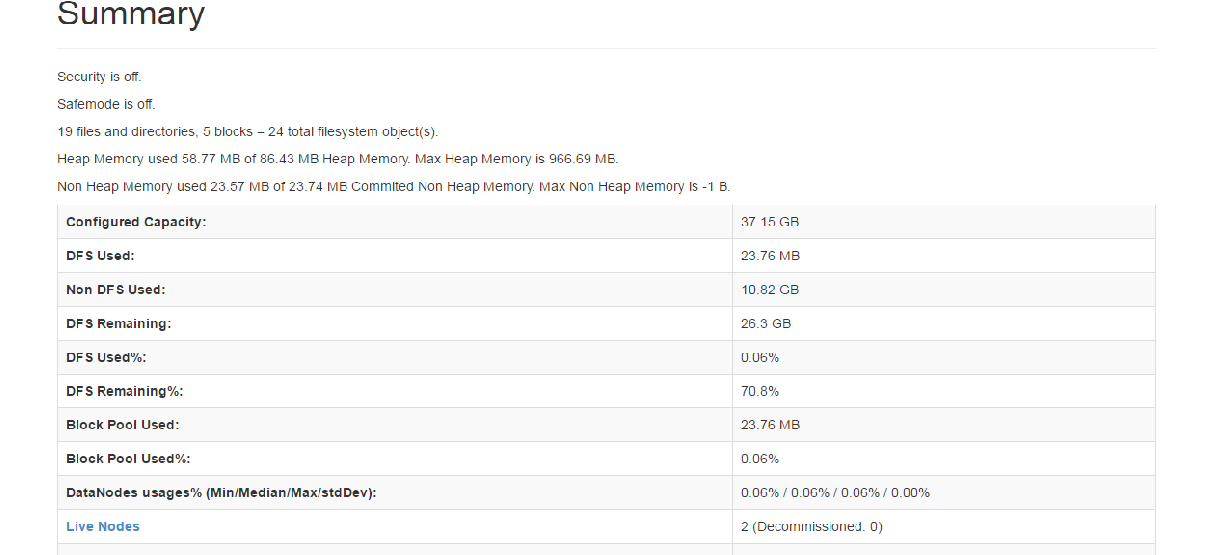 Summary
Security is off.
Safemode is off.
19 files and directories, 5 blocks – 24 total filesystem object(s).
Heap Memory used 58.77 MB of 86.43 MB Heap Memory. Max Heap Memory is 966.69 MB.
Non Heap Memory used 23.57 MB of 23.74 MB Commited Non Heap Memory. Max Non Heap Memory is -1 B.
Configured Capacity: 37.15 GB
DFS Used: 23.76 MB
Non DFS Used: 10.82 GB
DFS Remaining: 26.3 GB
DFS Used%: 0.06%
DFS Remaining%: 70.8%
Block Pool Used: 23.76 MB
Block Pool Used%: 0.06%
DataNodes usages% (Min/Median/Max/stdDev): 0.06% / 0.06% / 0.06% / 0.00%
Live Nodes 2 (Decommissioned: 0)